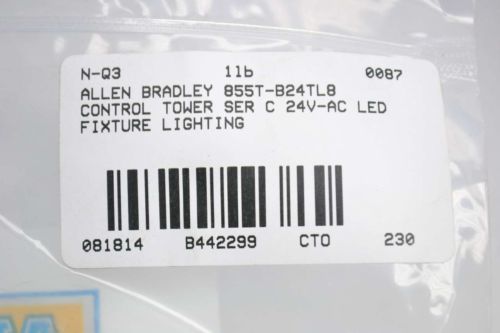 N-Q3 1lb 0087
ALLEN BRADLEY 855T-B24TL8
CONTROL TOWER SER C 24V-AC LED
FIXTURE LIGHTING
081814 B442299 CTO 230